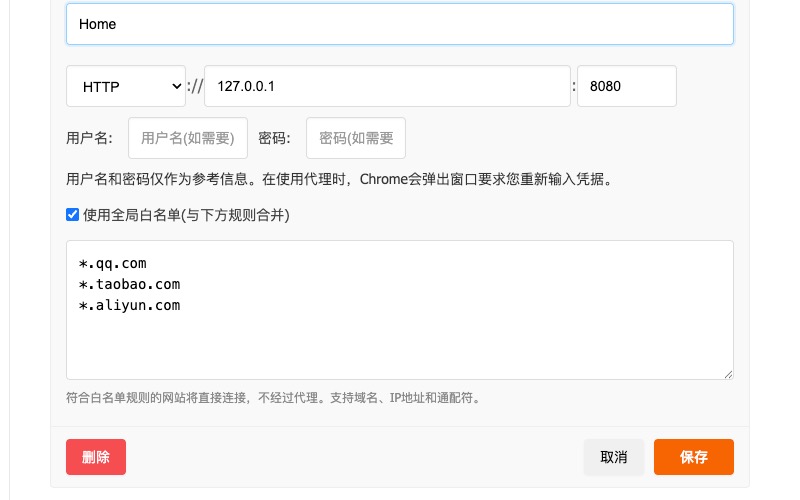 Home
HTTP :// 127.0.0.1 : 8080
用户名: 用户名(如需要) 密码: 密码(如需要
用户名和密码仅作为参考信息。在使用代理时，Chrome会弹出窗口要求您重新输入凭据。
使用全局白名单(与下方规则合并)
*.qq.com
*.taobao.com
*.aliyun.com
符合白名单规则的网站将直接连接，不经过代理。支持域名、IP地址和通配符。
删除 取消 保存